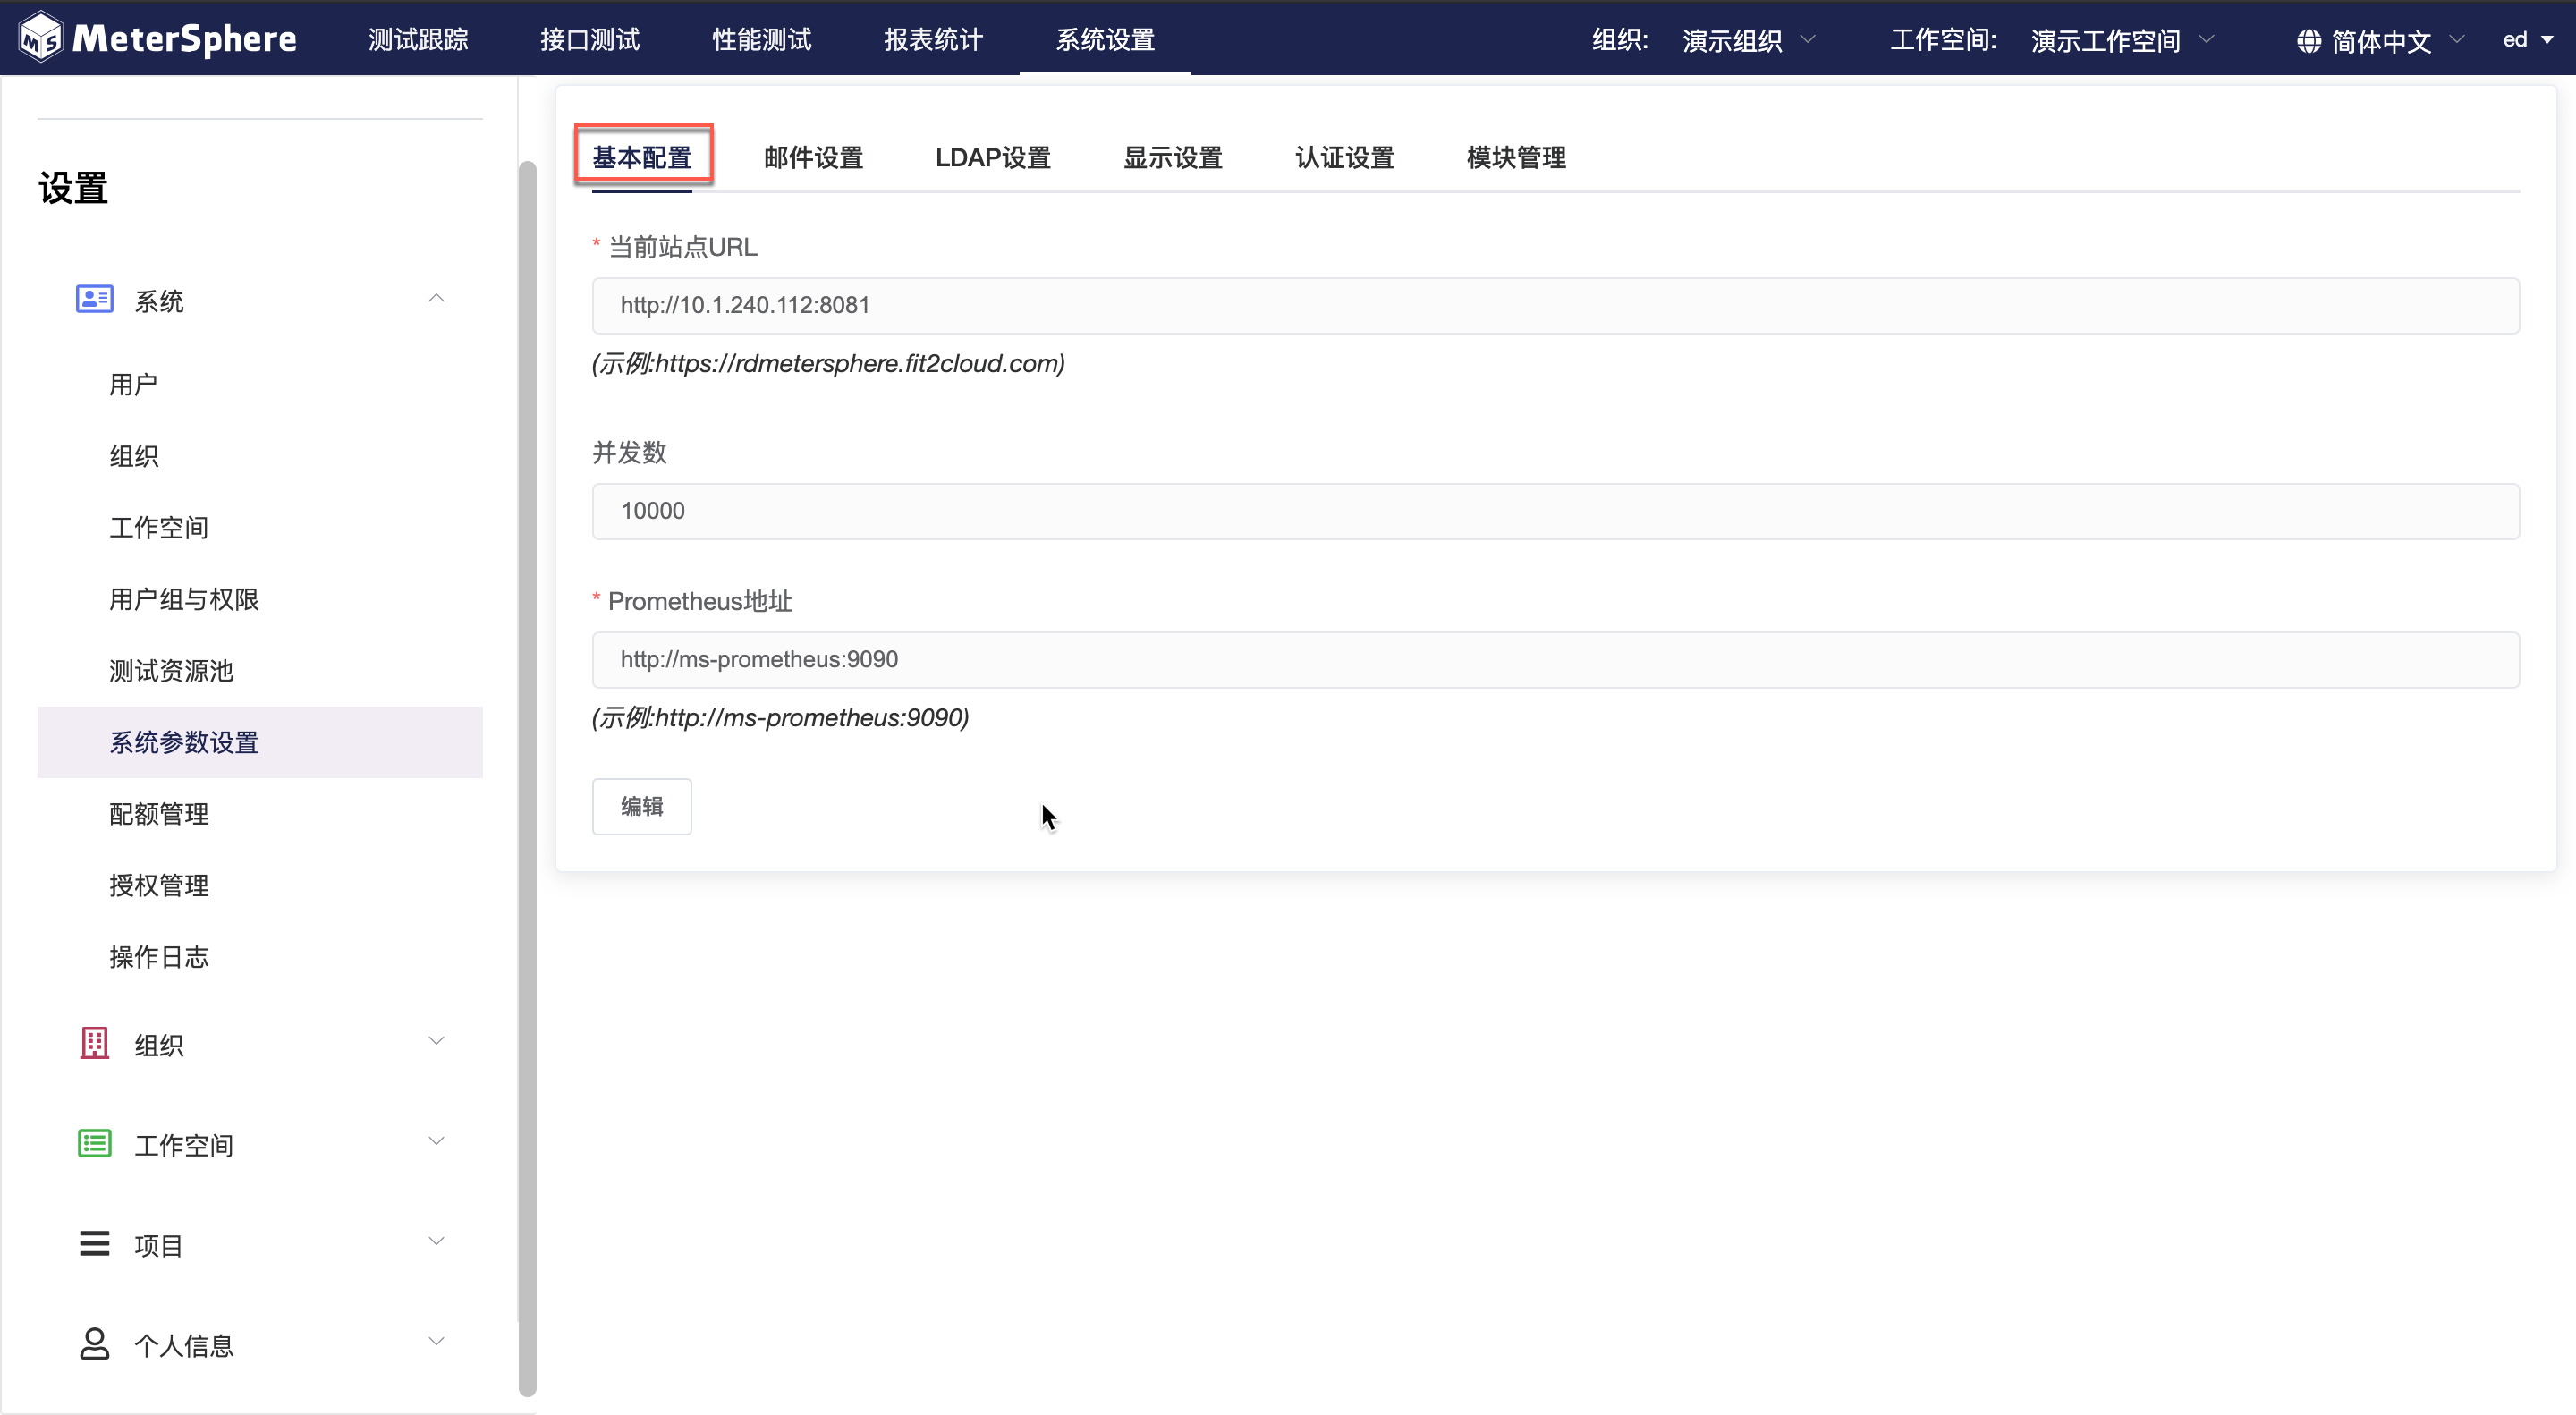 MS MeterSphere 测试跟踪 接口测试 性能测试 报表统计 系统设置 组织: 演示组织 工作空间: 演示工作空间 简体中文 ed
设置
系统
用户
组织
工作空间
用户组与权限
测试资源池
系统参数设置
配额管理
授权管理
操作日志
组织
工作空间
项目
个人信息
基本配置 邮件设置 LDAP设置 显示设置 认证设置 模块管理
* 当前站点URL
http://10.1.240.112:8081
(示例:https://rdmetersphere.fit2cloud.com)
并发数
10000
* Prometheus地址
http://ms-prometheus:9090
(示例:http://ms-prometheus:9090)
编辑